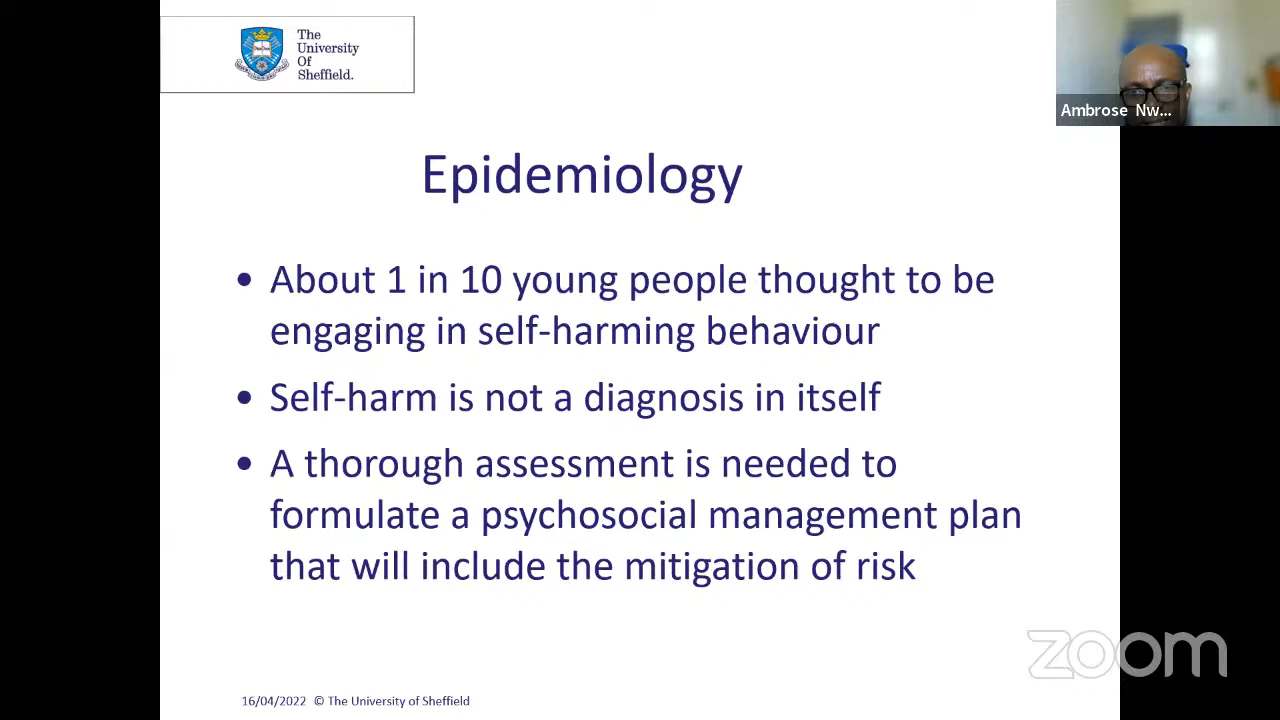 The
University
Of
Sheffield.
Ambrose Nw...
Epidemiology
• About 1 in 10 young people thought to be
engaging in self-harming behaviour
• Self-harm is not a diagnosis in itself
• A thorough assessment is needed to
formulate a psychosocial management plan
that will include the mitigation of risk
zoom
16/04/2022 © The University of Sheffield